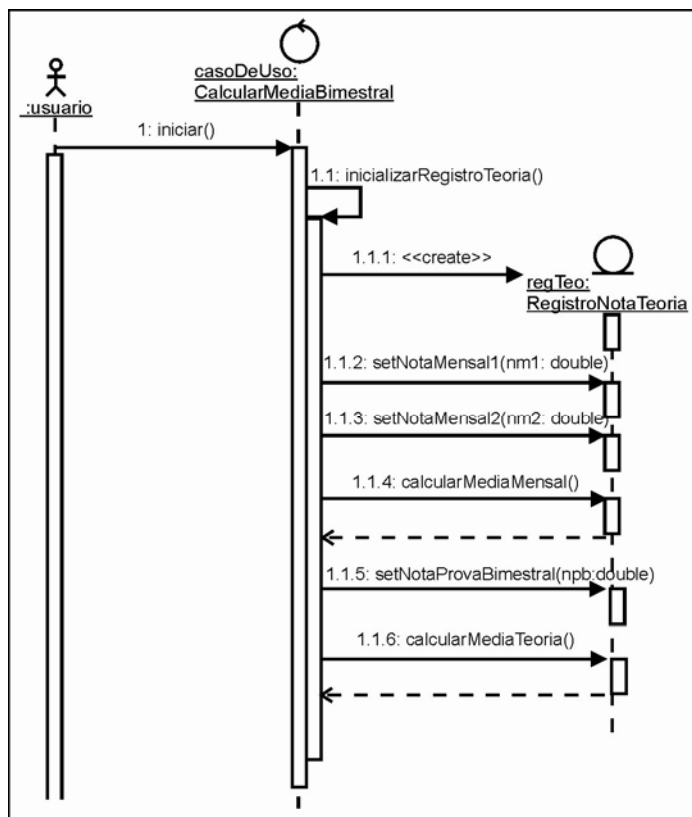 casoDeUso:
CalcularMediaBimestral
:usuario
1: iniciar()
1.1: inicializarRegistroTeoria()
1.1.1: <<create>>
regTeo:
RegistroNotaTeoria
1.1.2: setNotaMensal1(nm1: double)
1.1.3: setNotaMensal2(nm2: double)
1.1.4: calcularMediaMensal()
1.1.5: setNotaProvaBimestral(npb:double)
1.1.6: calcularMediaTeoria()